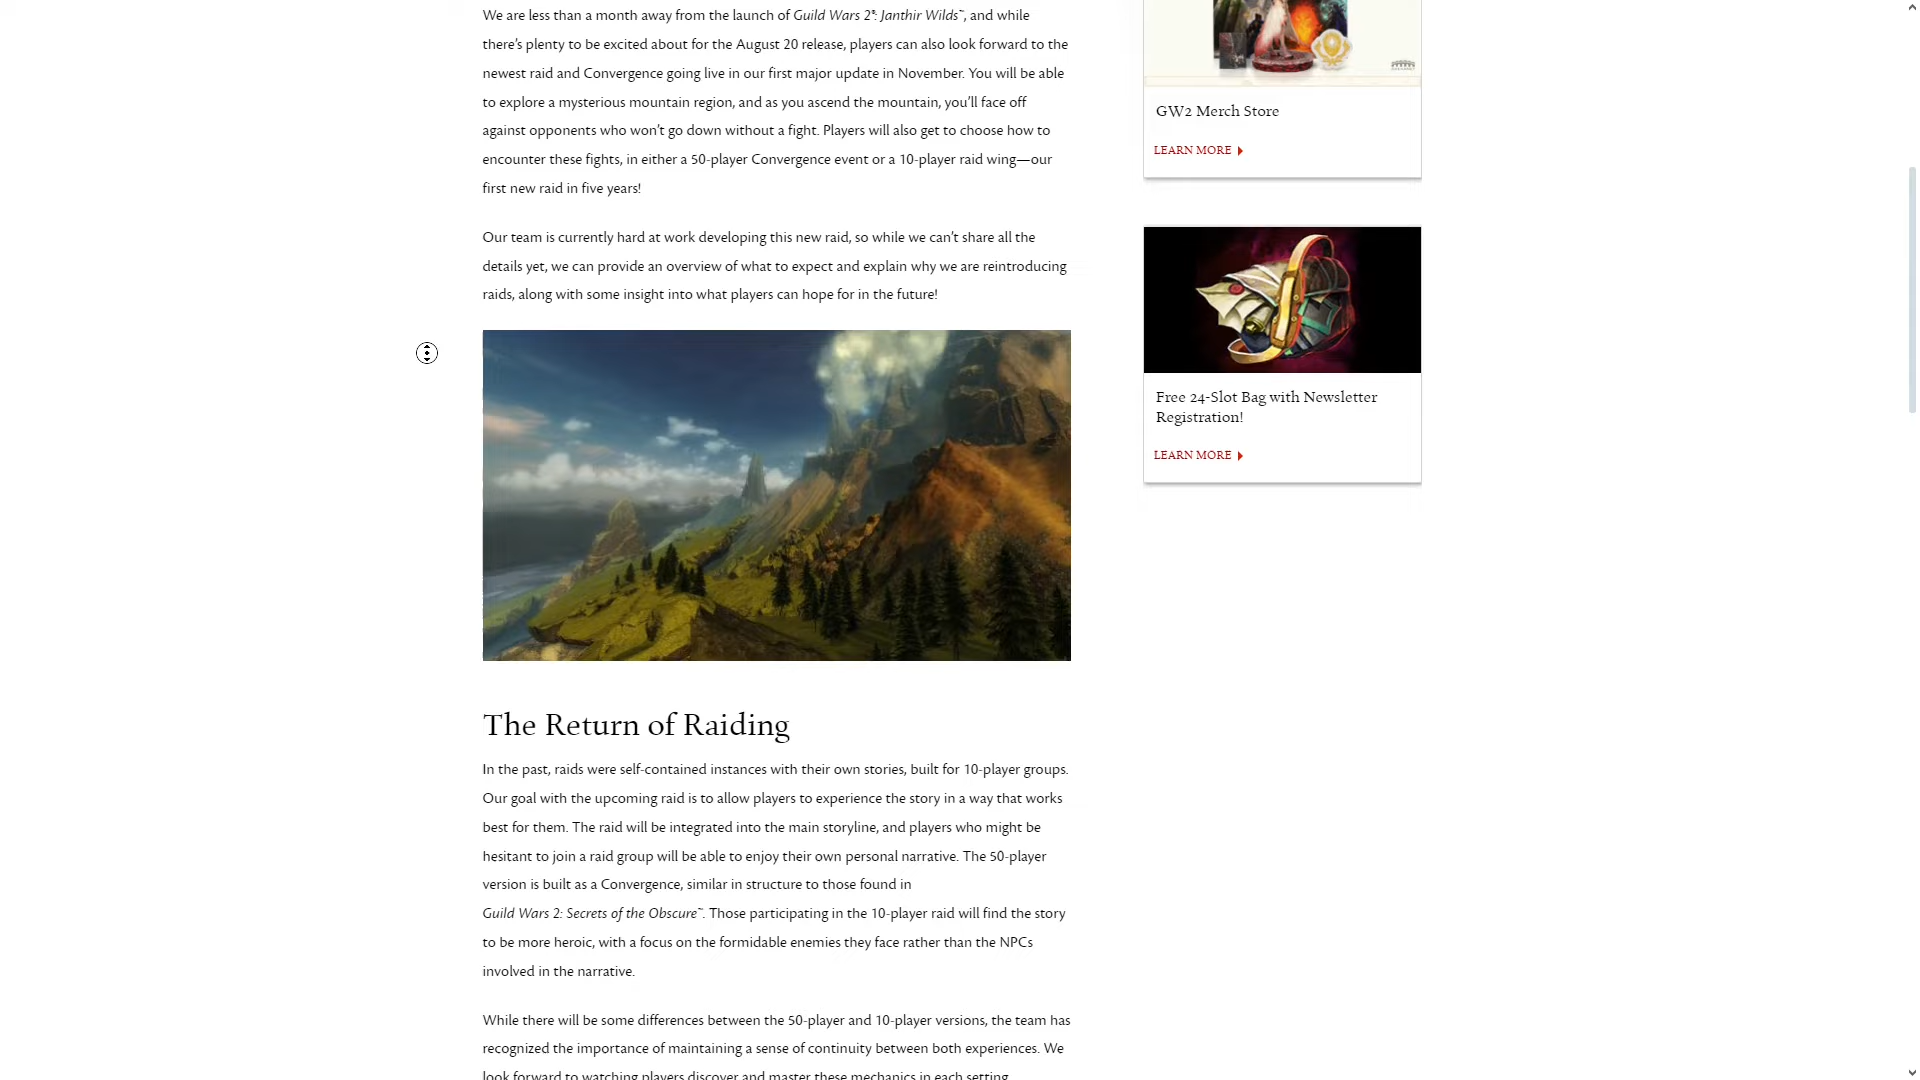 We are less than a month away from the launch of Guild Wars 2®: Janthir Wilds™, and while
there’s plenty to be excited about for the August 20 release, players can also look forward to the
newest raid and Convergence going live in our first major update in November. You will be able
to explore a mysterious mountain region, and as you ascend the mountain, you’ll face off
against opponents who won’t go down without a fight. Players will also get to choose how to
encounter these fights, in either a 50-player Convergence event or a 10-player raid wing—our
first new raid in five years!
Our team is currently hard at work developing this new raid, so while we can’t share all the
details yet, we can provide an overview of what to expect and explain why we are reintroducing
raids, along with some insight into what players can hope for in the future!
The Return of Raiding
In the past, raids were self-contained instances with their own stories, built for 10-player groups.
Our goal with the upcoming raid is to allow players to experience the story in a way that works
best for them. The raid will be integrated into the main storyline, and players who might be
hesitant to join a raid group will be able to enjoy their own personal narrative. The 50-player
version is built as a Convergence, similar in structure to those found in
Guild Wars 2: Secrets of the Obscure™. Those participating in the 10-player raid will find the story
to be more heroic, with a focus on the formidable enemies they face rather than the NPCs
involved in the narrative.
While there will be some differences between the 50-player and 10-player versions, the team has
recognized the importance of maintaining a sense of continuity between both experiences. We
look forward to watching players discover and master these mechanics in each setting.
GW2 Merch Store
LEARN MORE
Free 24-Slot Bag with Newsletter
Registration!
LEARN MORE